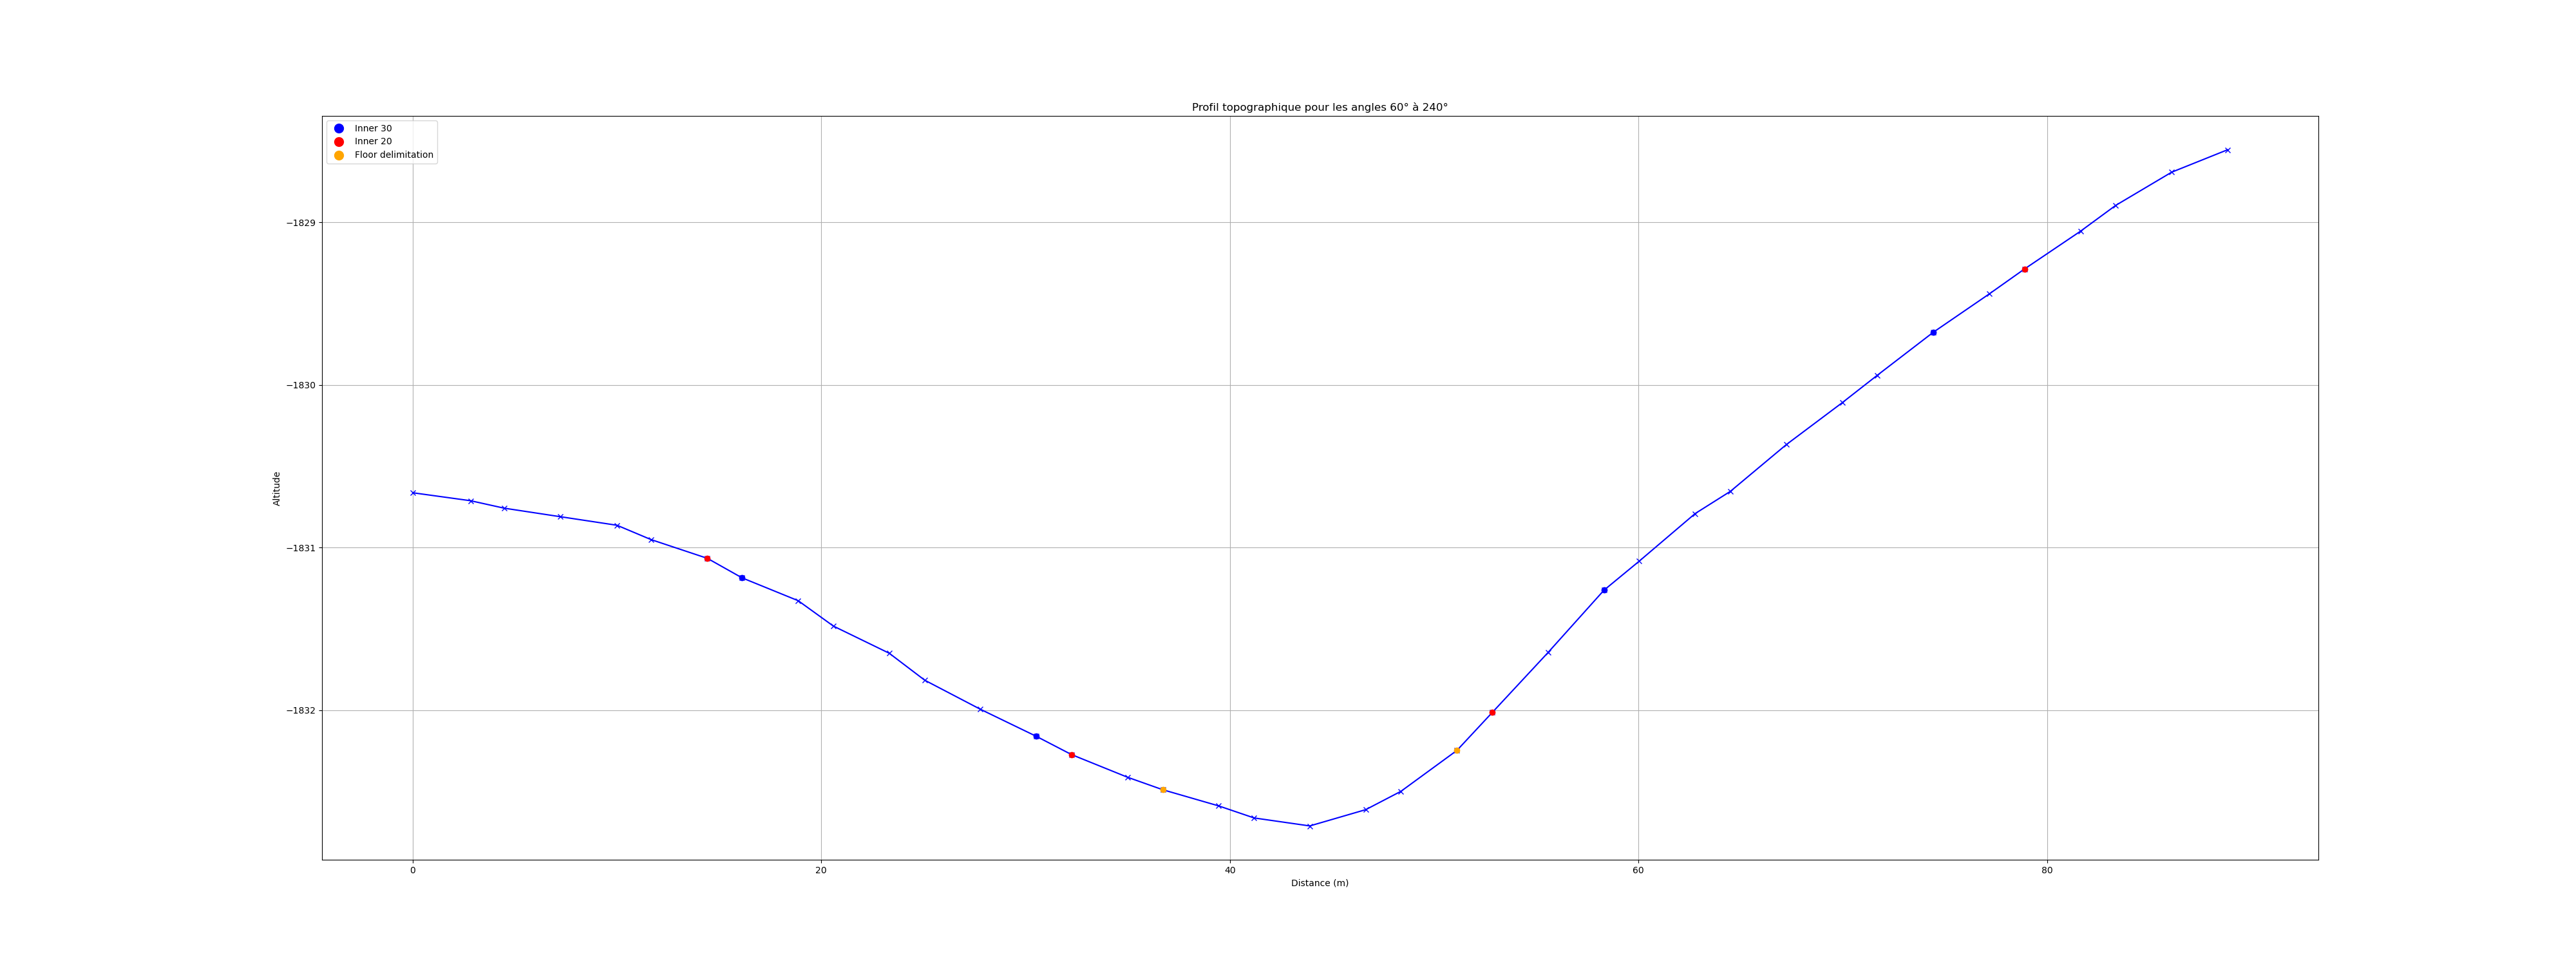 Profil topographique pour les angles 60° à 240°
Inner 30
Inner 20
Floor delimitation
−1829
−1830
−1831
−1832
Altitude
0 20 40 60 80
Distance (m)